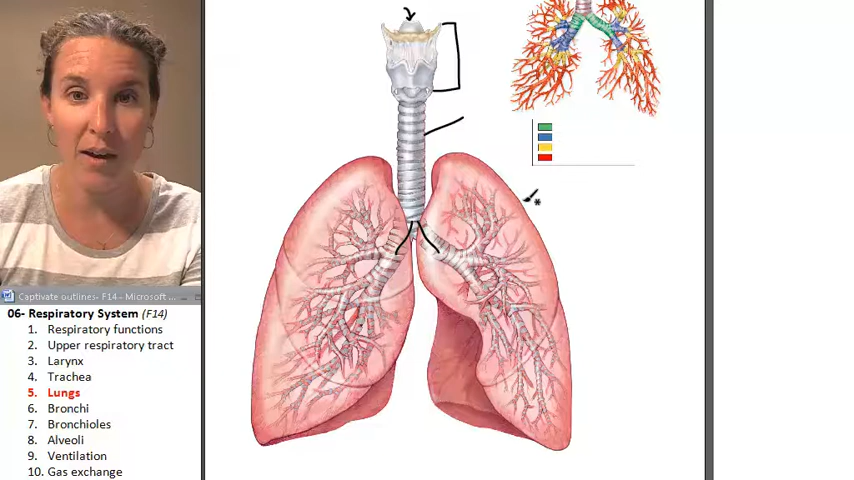 Captivate outlines- F14 - Microsoft ...
06- Respiratory System (F14)
1. Respiratory functions
2. Upper respiratory tract
3. Larynx
4. Trachea
5. Lungs
6. Bronchi
7. Bronchioles
8. Alveoli
9. Ventilation
10. Gas exchange